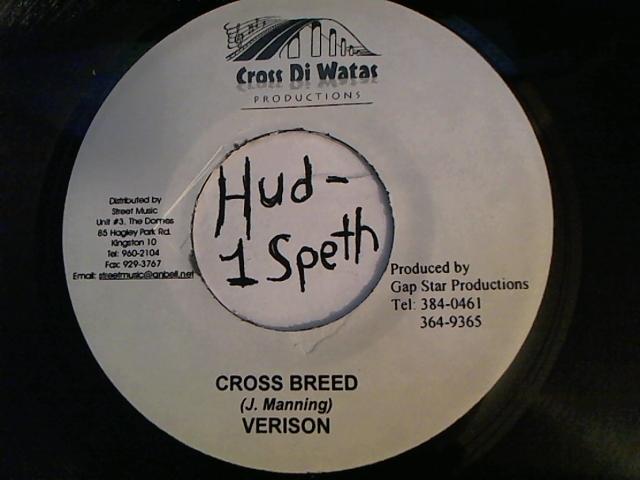 Cross Di Watas
PRODUCTIONS
Distributed by
Street Music
Unit #3. The Domes
85 Hagley Park Rd.
Kingston 10
Tel: 960-2104
Fax: 929-3767
Email: streetmusic@anbell.net
Hud-
1 Speth
Produced by
Gap Star Productions
Tel: 384-0461
364-9365
CROSS BREED
(J. Manning)
VERISON